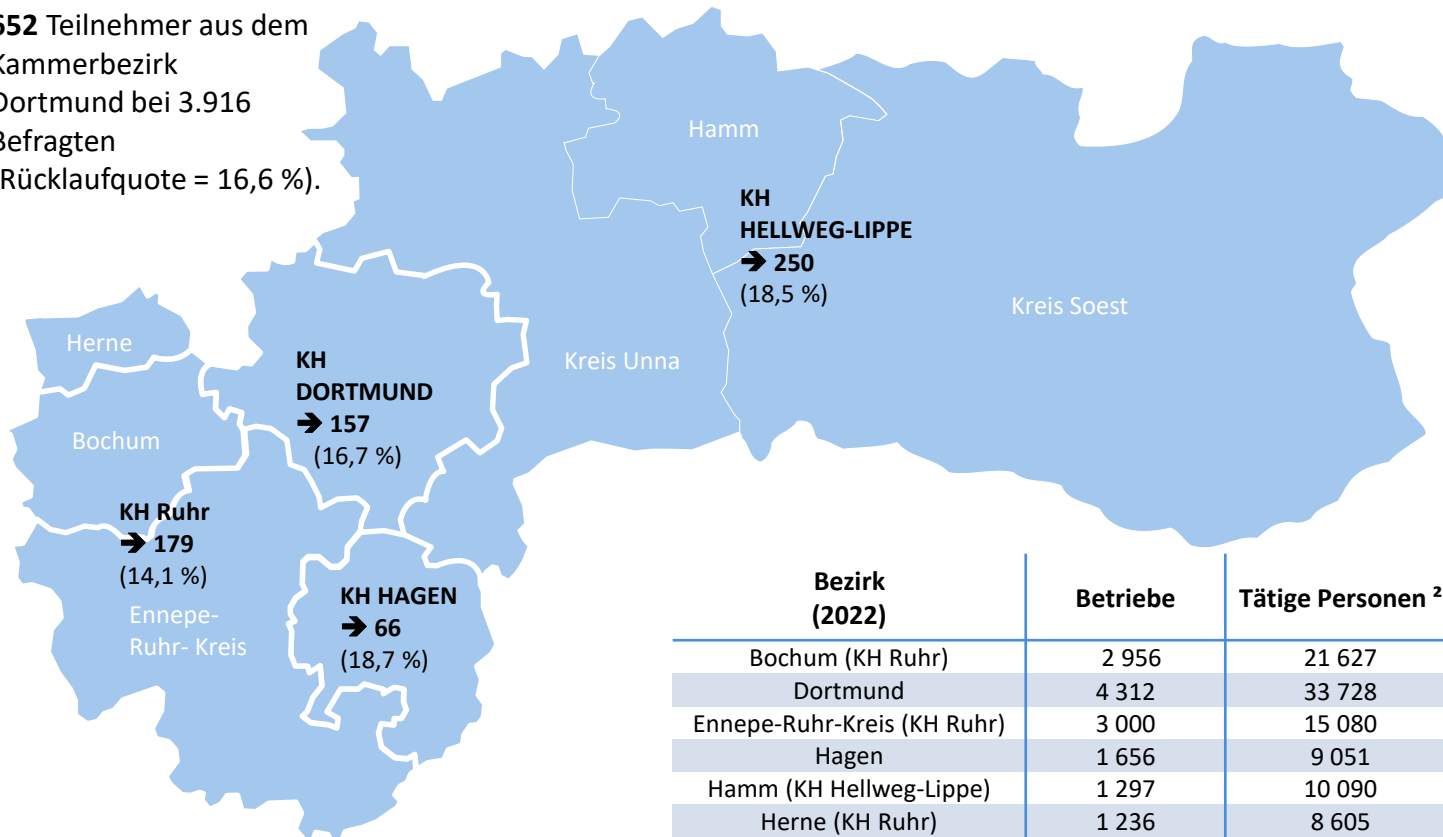 652 Teilnehmer aus dem
Kammerbezirk
Dortmund bei 3.916
Befragten
(Rücklaufquote = 16,6 %).
Hamm
KH
HELLWEG-LIPPE
➔ 250
(18,5 %)
Kreis Soest
Herne
KH
DORTMUND
➔ 157
(16,7 %)
Kreis Unna
Bochum
KH Ruhr
➔ 179
(14,1 %)
Ennepe-
Ruhr- Kreis
KH HAGEN
➔ 66
(18,7 %)
Bezirk
(2022) Betriebe Tätige Personen ²
Bochum (KH Ruhr) 2 956 21 627
Dortmund 4 312 33 728
Ennepe-Ruhr-Kreis (KH Ruhr) 3 000 15 080
Hagen 1 656 9 051
Hamm (KH Hellweg-Lippe) 1 297 10 090
Herne (KH Ruhr) 1 236 8 605